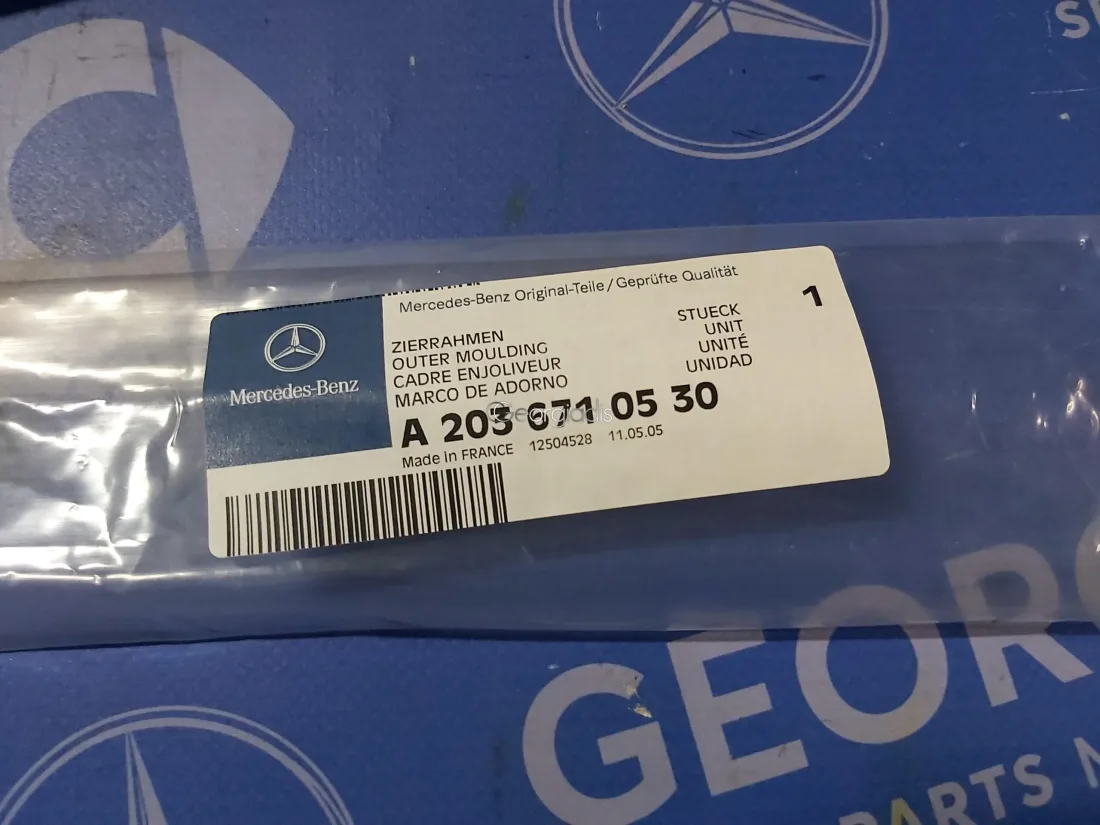 Mercedes-Benz Original-Teile / Geprüfte Qualität
1
ZIERRAHMEN
OUTER MOULDING
CADRE ENJOLIVEUR
MARCO DE ADORNO
STUECK
UNIT
UNITÉ
UNIDAD
Mercedes-Benz
A 203 671 05 30
Made in FRANCE 12504528 11.05.05
GEOR
PARTS